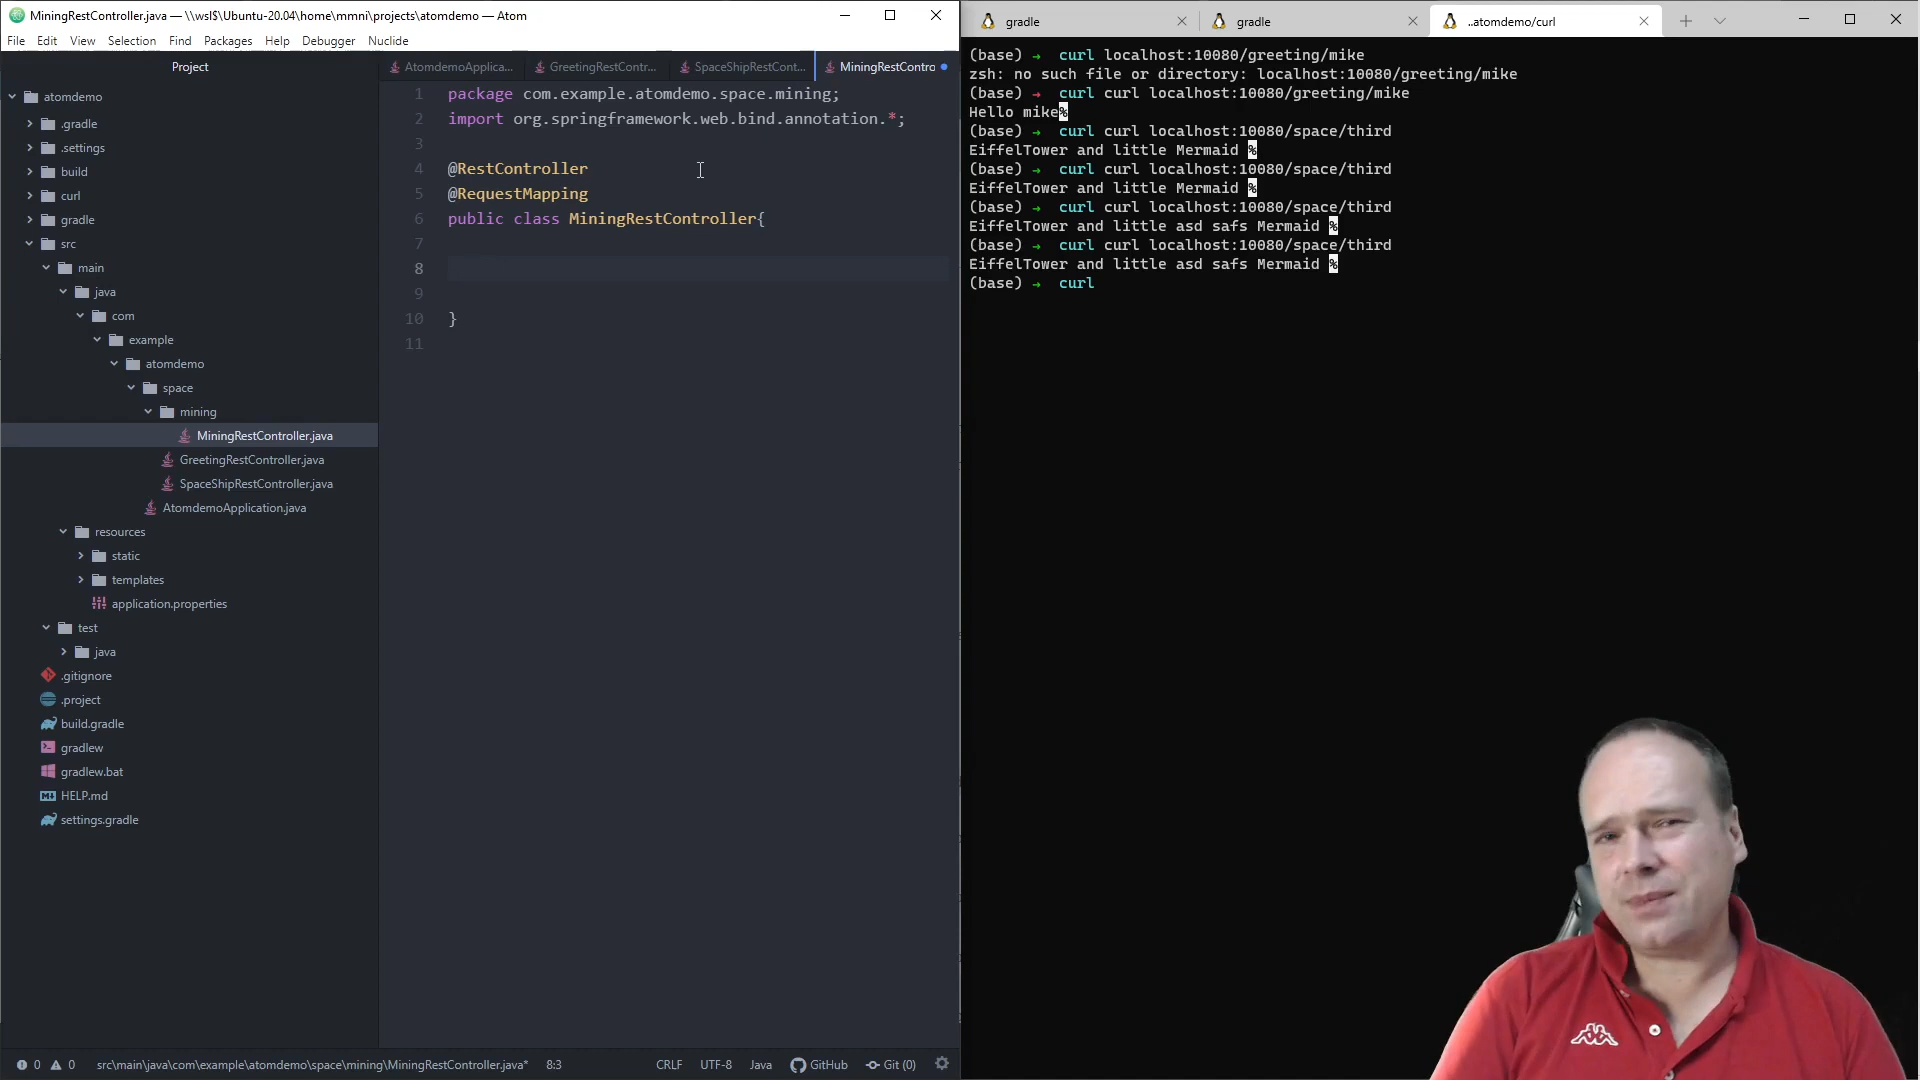 MiningRestController.java — \\wsl$\Ubuntu-20.04\home\mmni\projects\atomdemo — Atom
File Edit View Selection Find Packages Help Debugger Nuclide
Project
atomdemo
.gradle
.settings
build
curl
gradle
src
main
java
com
example
atomdemo
space
mining
MiningRestController.java
GreetingRestController.java
SpaceShipRestController.java
AtomdemoApplication.java
resources
static
templates
application.properties
test
java
.gitignore
.project
build.gradle
gradlew
gradlew.bat
HELP.md
settings.gradle
AtomdemoApplica... GreetingRestContr... SpaceShipRestCont... MiningRestContro
1 package com.example.atomdemo.space.mining;
2 import org.springframework.web.bind.annotation.*;
3
4 @RestController
5 @RequestMapping
6 public class MiningRestController{
7
8
9
10 }
11
0 0 src\main\java\com\example\atomdemo\space\mining\MiningRestController.java* 8:3 CRLF UTF-8 Java GitHub Git (0)
gradle gradle ..atomdemo/curl
(base) → curl localhost:10080/greeting/mike
zsh: no such file or directory: localhost:10080/greeting/mike
(base) → curl curl localhost:10080/greeting/mike
Hello mike%
(base) → curl curl localhost:10080/space/third
EiffelTower and little Mermaid %
(base) → curl curl localhost:10080/space/third
EiffelTower and little Mermaid %
(base) → curl curl localhost:10080/space/third
EiffelTower and little asd safs Mermaid %
(base) → curl curl localhost:10080/space/third
EiffelTower and little asd safs Mermaid %
(base) → curl